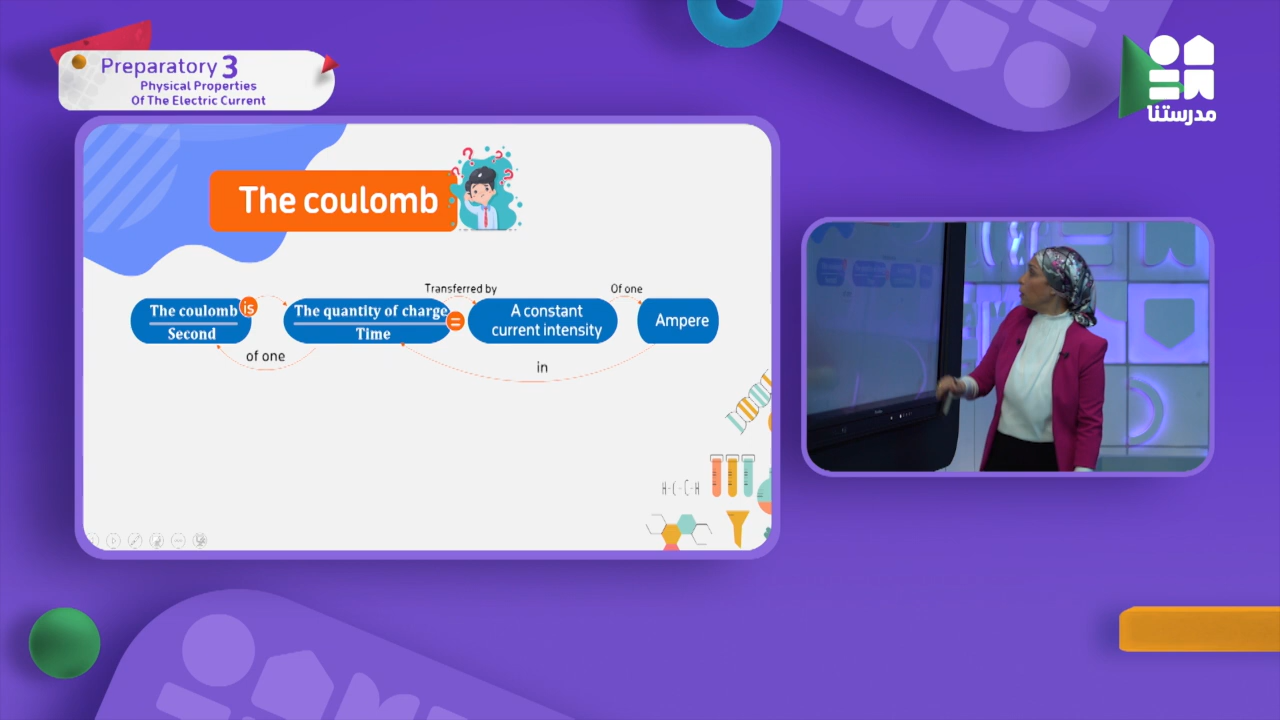 Preparatory 3
Physical Properties
Of The Electric Current
مدرستنا
The coulomb
Transferred by
Of one
The coulomb
Second
is
The quantity of charge
Time
=
A constant
current intensity
Ampere
of one
in
H-C-C-H